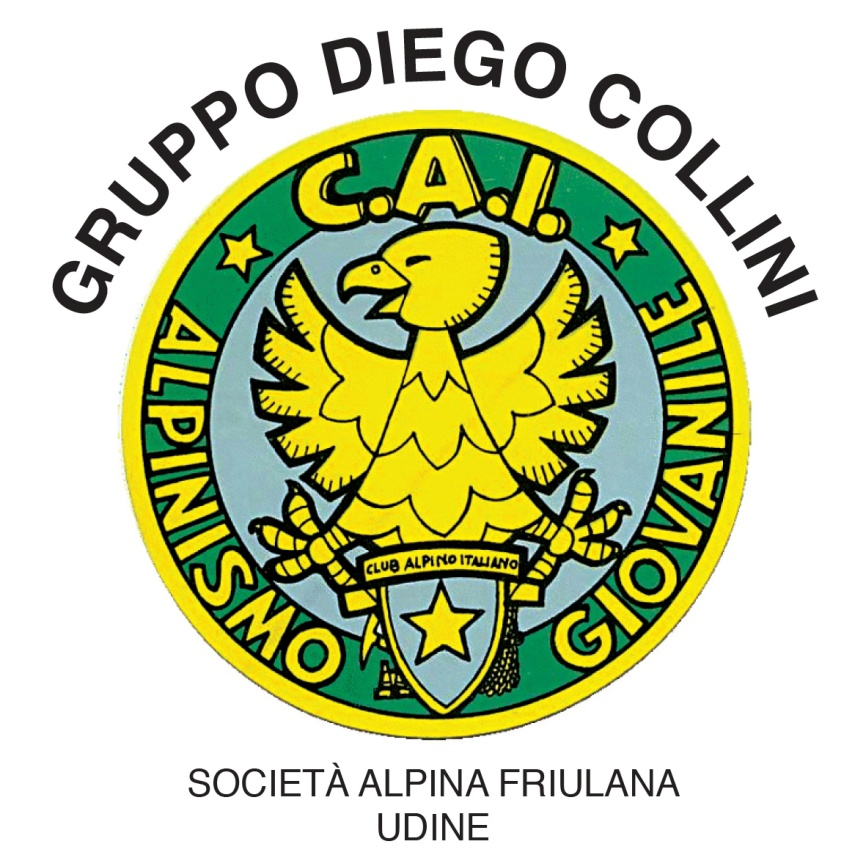 GRUPPO DIEGO COLLINI
C.A.I.
ALPINISMO
GIOVANILE
CLUB ALPINO ITALIANO
SOCIETÀ ALPINA FRIULANA
UDINE